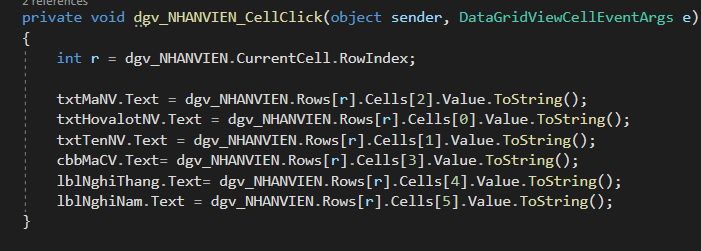 2 references
private void dgv_NHANVIEN_CellClick(object sender, DataGridViewCellEventArgs e)
{
int r = dgv_NHANVIEN.CurrentCell.RowIndex;
txtMaNV.Text = dgv_NHANVIEN.Rows[r].Cells[2].Value.ToString();
txtHovalotNV.Text = dgv_NHANVIEN.Rows[r].Cells[0].Value.ToString();
txtTenNV.Text = dgv_NHANVIEN.Rows[r].Cells[1].Value.ToString();
cbbMaCV.Text= dgv_NHANVIEN.Rows[r].Cells[3].Value.ToString();
lblNghiThang.Text= dgv_NHANVIEN.Rows[r].Cells[4].Value.ToString();
lblNghiNam.Text = dgv_NHANVIEN.Rows[r].Cells[5].Value.ToString();
}